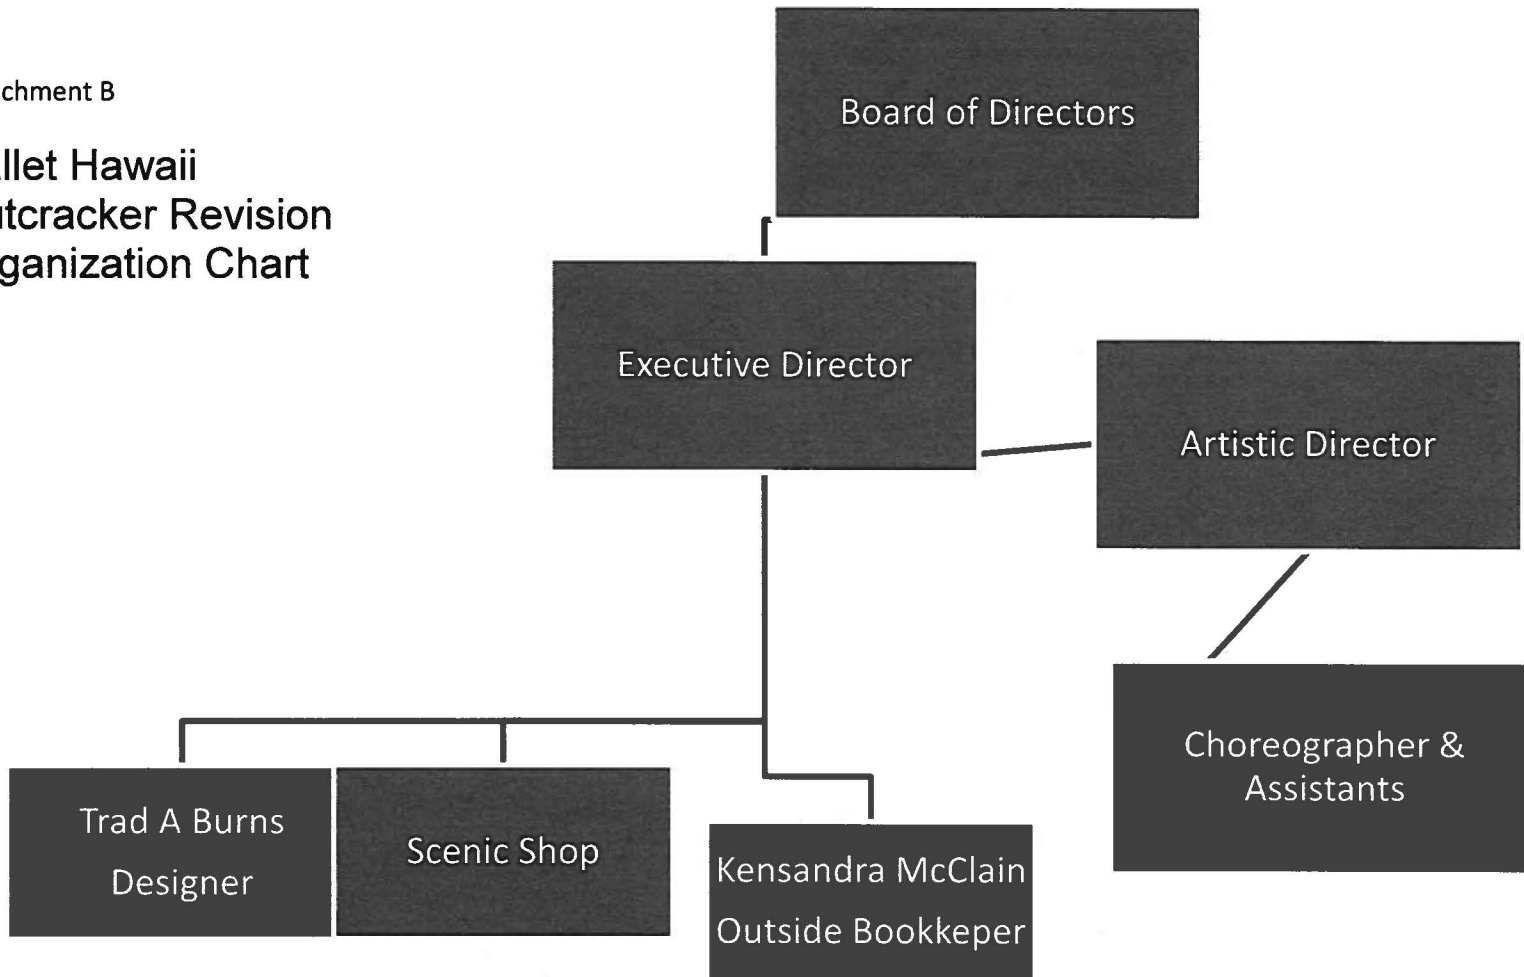 chment B
llet Hawaii
utcracker Revision
ganization Chart
Board of Directors
Executive Director
Artistic Director
Choreographer &
Assistants
Trad A Burns
Designer
Scenic Shop
Kensandra McClain
Outside Bookkeper